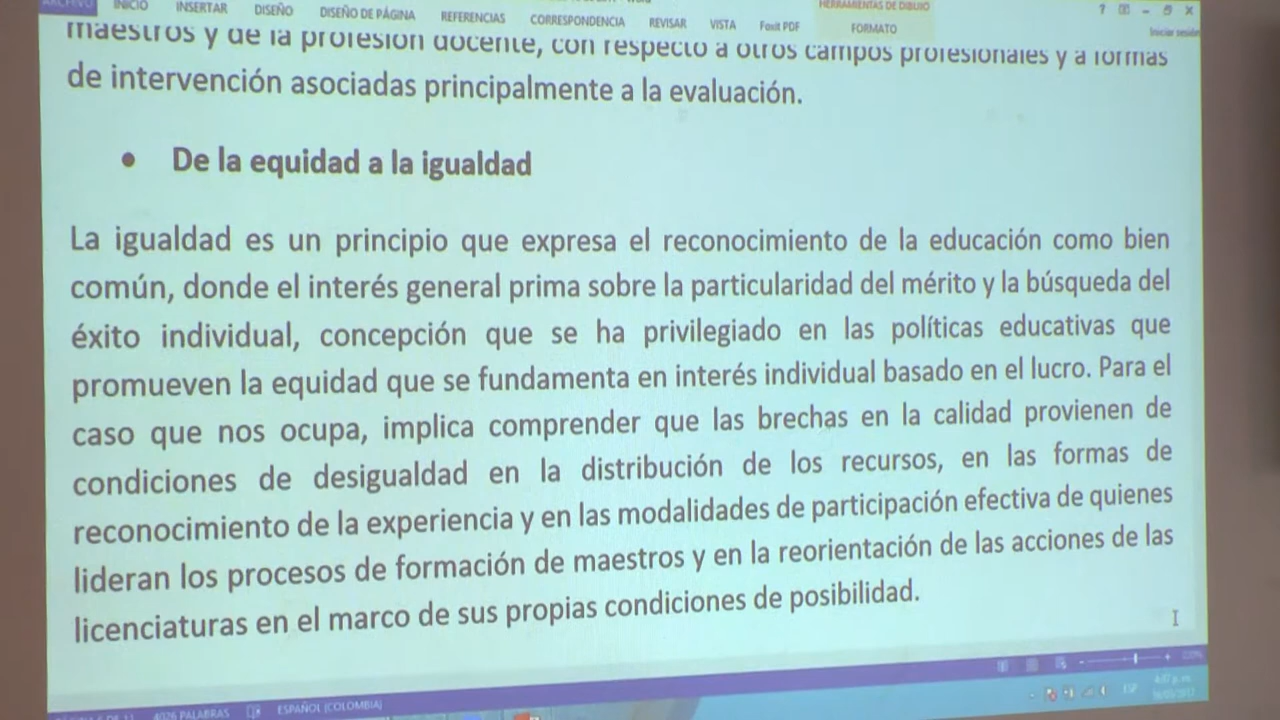 ARCHIVO INICIO INSERTAR DISEÑO DISEÑO DE PÁGINA REFERENCIAS CORRESPONDENCIA REVISAR VISTA Foxit PDF HERRAMIENTAS DE DIBUJO FORMATO ? Iniciar sesión
maestros y de la profesión docente, con respecto a otros campos profesionales y a formas
de intervención asociadas principalmente a la evaluación.
• De la equidad a la igualdad
La igualdad es un principio que expresa el reconocimiento de la educación como bien
común, donde el interés general prima sobre la particularidad del mérito y la búsqueda del
éxito individual, concepción que se ha privilegiado en las políticas educativas que
promueven la equidad que se fundamenta en interés individual basado en el lucro. Para el
caso que nos ocupa, implica comprender que las brechas en la calidad provienen de
condiciones de desigualdad en la distribución de los recursos, en las formas de
reconocimiento de la experiencia y en las modalidades de participación efectiva de quienes
lideran los procesos de formación de maestros y en la reorientación de las acciones de las
licenciaturas en el marco de sus propias condiciones de posibilidad.
4026 PALABRAS ESPAÑOL (COLOMBIA)
ESP